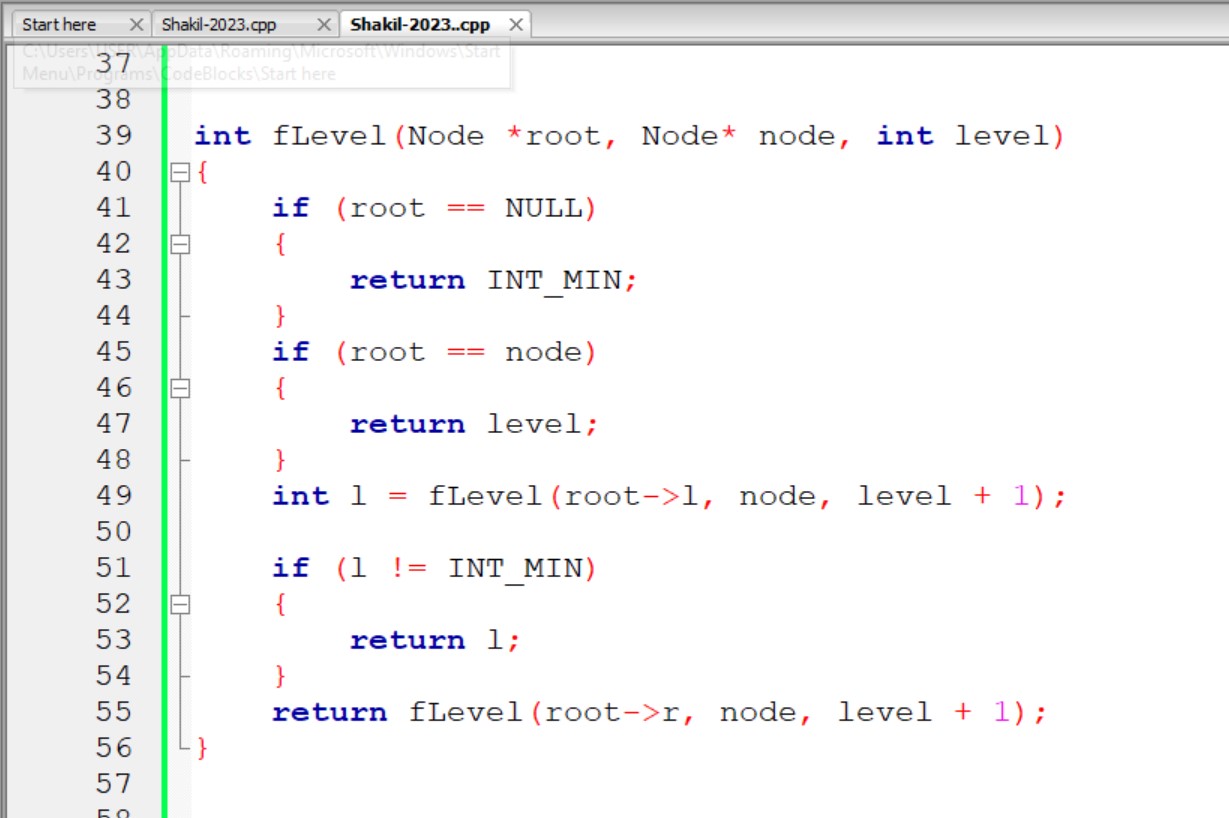 Start here
Shakil-2023.cpp
Shakil-2023..cpp
C:\Users\USER\AppData\Roaming\Microsoft\Windows\Start
Menu\Programs\CodeBlocks\Start here
37
38
39 int fLevel(Node *root, Node* node, int level)
40 {
41 if (root == NULL)
42 {
43 return INT_MIN;
44 }
45 if (root == node)
46 {
47 return level;
48 }
49 int l = fLevel(root->l, node, level + 1);
50
51 if (l != INT_MIN)
52 {
53 return l;
54 }
55 return fLevel(root->r, node, level + 1);
56 }
57
58